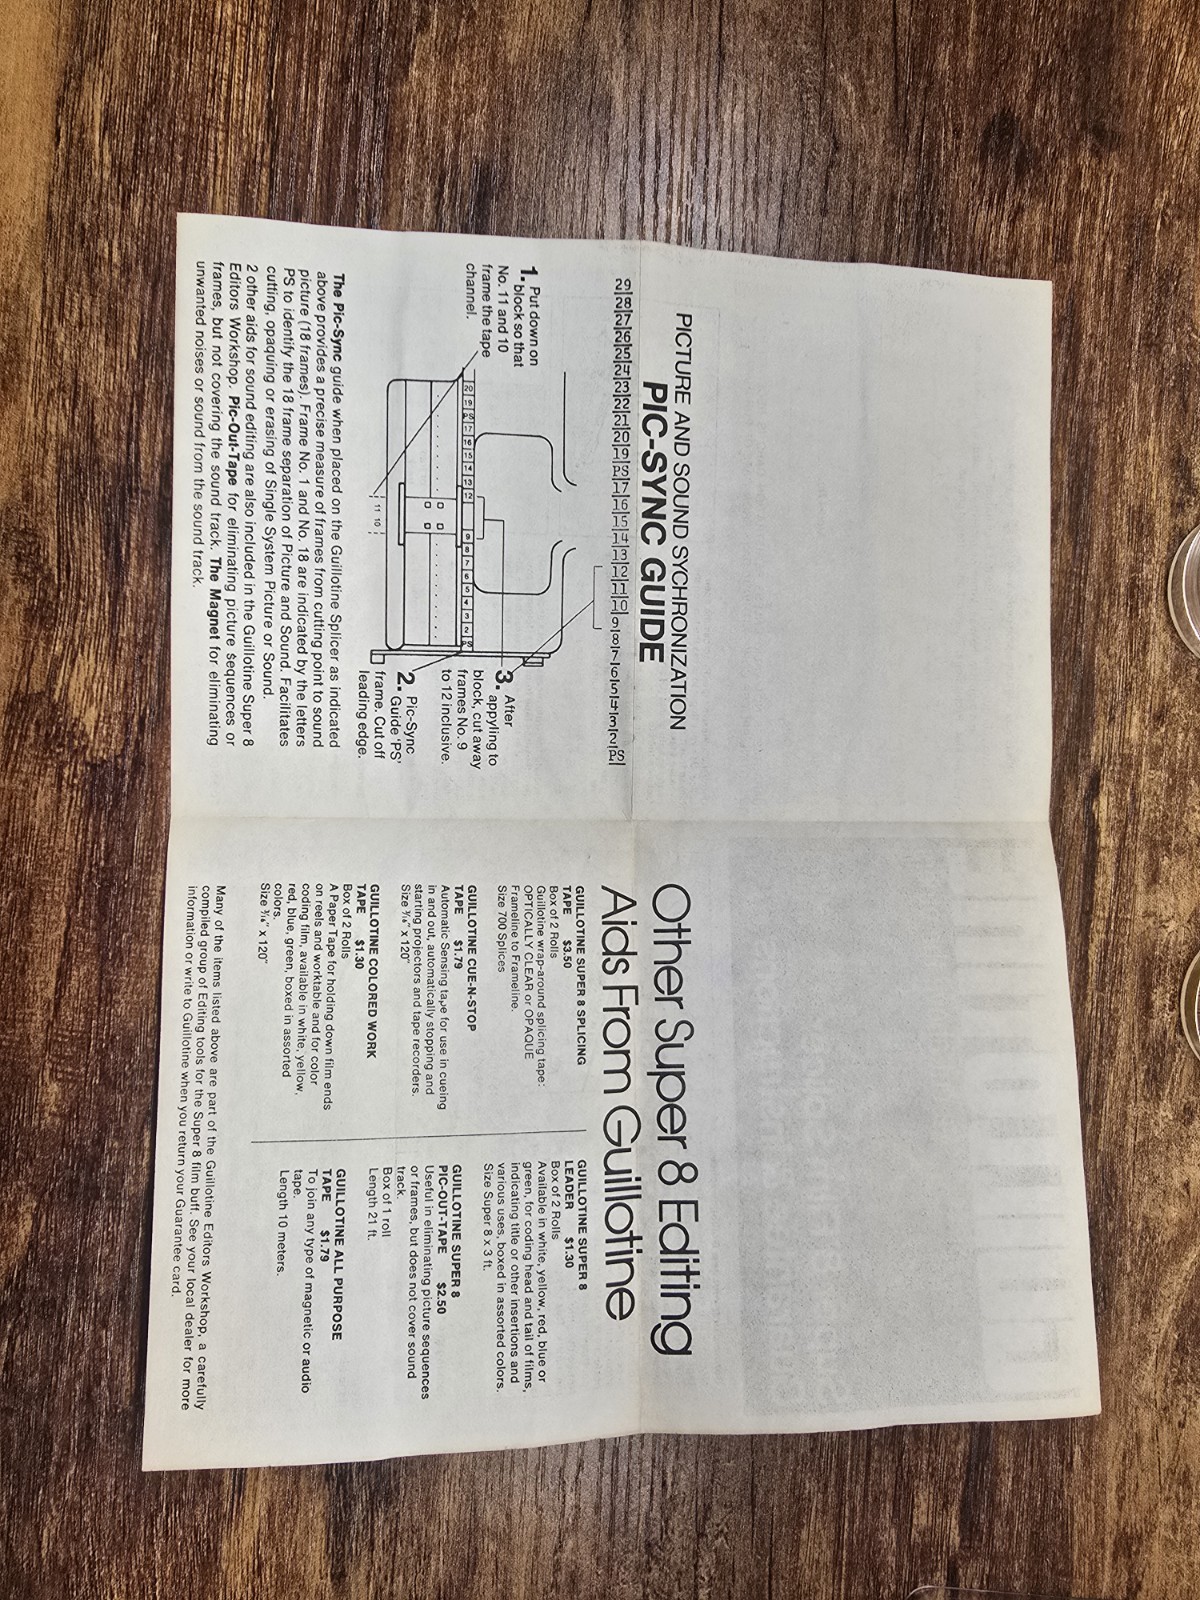 PICTURE AND SOUND SYCHRONIZATION
PIC-SYNC GUIDE
29 28 27 26 25 24 23 22 21 20 19 18 17 16 15 14 13 12 11 10 9 8 7 6 5 4 3 2 PS
1. Put down on
block so that
No. 11 and 10
frame the tape
channel.
11 10
3. After
appyling to
block, cut away
frames No. 9
to 12 inclusive.
2. Pic-Sync
Guide 'PS'
frame. Cut off
leading edge.
The Pic-Sync guide when placed on the Guillotine Splicer as indicated
above provides a precise measure of frames from cutting point to sound
picture (18 frames). Frame No. 1 and No. 18 are indicated by the letters
PS to identify the 18 frame separation of Picture and Sound. Facilitates
cutting, opaquing or erasing of Single System Picture or Sound.
2 other aids for sound editing are also included in the Guillotine Super 8
Editors Workshop. Pic-Out-Tape for eliminating picture sequences or
frames, but not covering the sound track. The Magnet for eliminating
unwanted noises or sound from the sound track.
Other Super 8 Editing
Aids From Guillotine
GUILLOTINE SUPER 8 SPLICING
TAPE $3.50
Box of 2 Rolls
Guillotine wrap-around splicing tape:
OPTICALLY CLEAR or OPAQUE
Frameline to Frameline.
Size 700 Splices
GUILLOTINE CUE-N-STOP
TAPE $1.79
Automatic Sensing tape for use in cueing
in and out, automatically stopping and
starting projectors and tape recorders.
Size 3/16" x 120"
GUILLOTINE COLORED WORK
TAPE $1.30
Box of 2 Rolls
A Paper Tape for holding down film ends
on reels and worktable and for color
coding film, available in white, yellow,
red, blue, green, boxed in assorted
colors.
Size 3/16" x 120"
GUILLOTINE SUPER 8
LEADER $1.30
Box of 2 Rolls
Available in white, yellow, red, blue or
green, for coding head and tail of films,
indicating title or other insertions and
various uses, boxed in assorted colors.
Size Super 8 x 3 ft.
GUILLOTINE SUPER 8
PIC-OUT-TAPE $2.50
Useful in eliminating picture sequences
or frames, but does not cover sound
track.
Box of 1 roll
Length 21 ft.
GUILLOTINE ALL PURPOSE
TAPE $1.79
To join any type of magnetic or audio
tape.
Length 10 meters.
Many of the items listed above are part of the Guillotine Editors Workshop, a carefully
compiled group of Editing tools for the Super 8 film buff. See your local dealer for more
information or write to Guillotine when you return your Guarantee card.